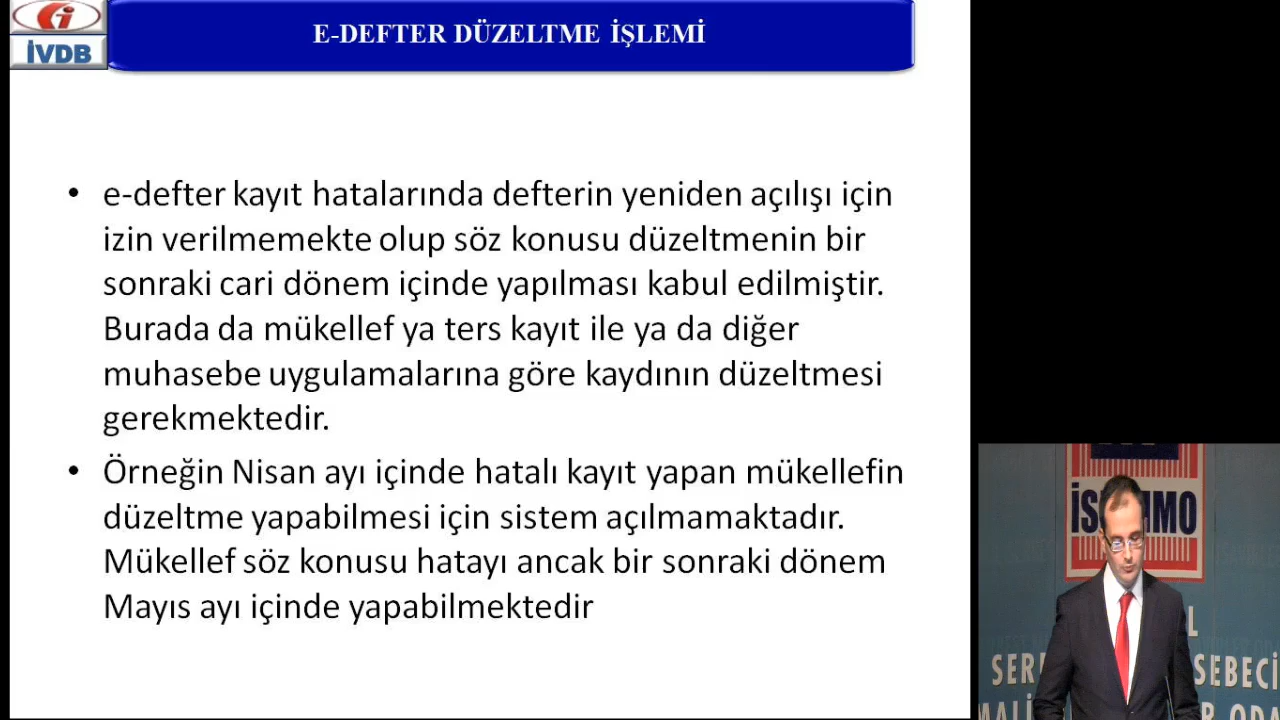 İVDB
E-DEFTER DÜZELTME İŞLEMİ
• e-defter kayıt hatalarında defterin yeniden açılışı için
izin verilmemekte olup söz konusu düzeltmenin bir
sonraki cari dönem içinde yapılması kabul edilmiştir.
Burada da mükellef ya ters kayıt ile ya da diğer
muhasebe uygulamalarına göre kaydının düzeltmesi
gerekmektedir.
• Örneğin Nisan ayı içinde hatalı kayıt yapan mükellefin
düzeltme yapabilmesi için sistem açılmamaktadır.
Mükellef söz konusu hatayı ancak bir sonraki dönem
Mayıs ayı içinde yapabilmektedir